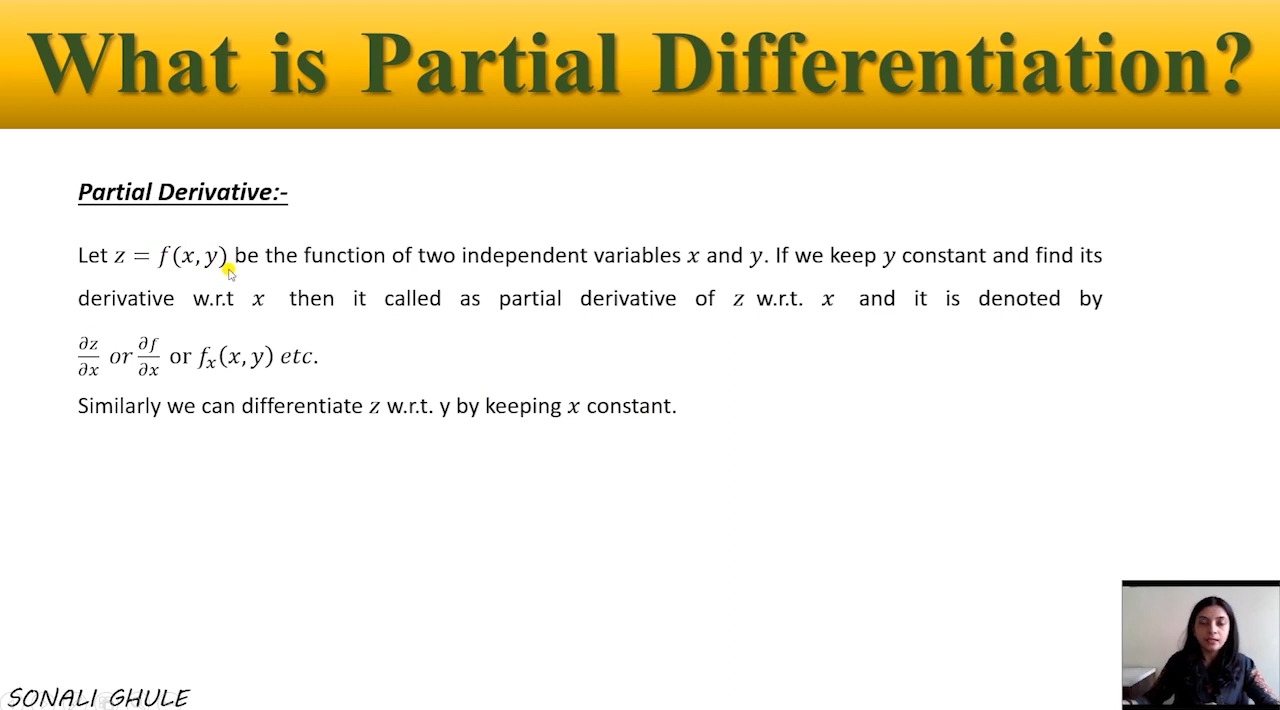 What is Partial Differentiation?
Partial Derivative:-
Let z = f(x, y) be the function of two independent variables x and y. If we keep y constant and find its
derivative w.r.t x then it called as partial derivative of z w.r.t. x and it is denoted by
∂z/∂x or ∂f/∂x or fₓ(x, y) etc.
Similarly we can differentiate z w.r.t. y by keeping x constant.
SONALI GHULE